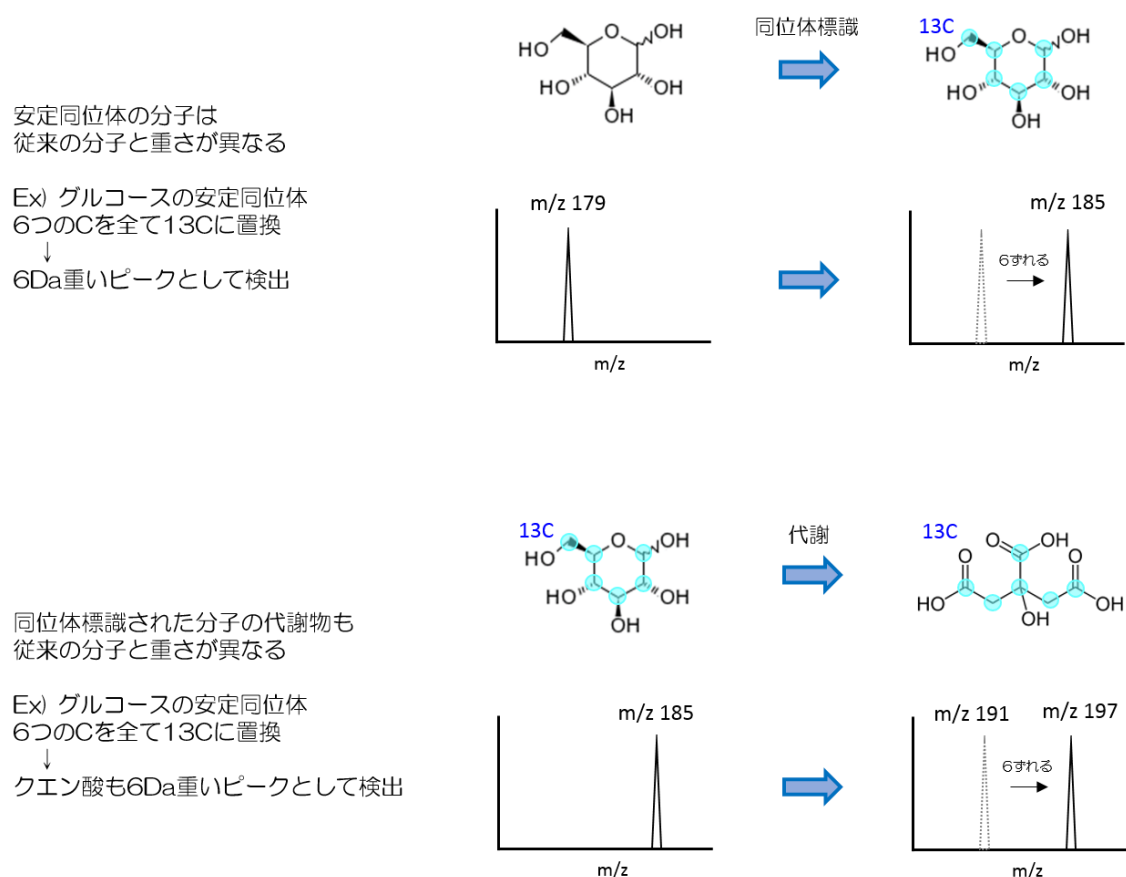 同位体標識
13C
HO
O
OH
HO
OH
OH
HO
O
OH
HO
OH
OH
安定同位体の分子は
従来の分子と重さが異なる
Ex) グルコースの安定同位体
6つのCを全て13Cに置換
↓
6Da重いピークとして検出
m/z 179
m/z
m/z 185
6ずれる
m/z
代謝
13C
HO
O
OH
HO
OH
OH
13C
O
OH
O
O
HO
OH
OH
同位体標識された分子の代謝物も
従来の分子と重さが異なる
Ex) グルコースの安定同位体
6つのCを全て13Cに置換
↓
クエン酸も6Da重いピークとして検出
m/z 185
m/z
m/z 191
m/z 197
6ずれる
m/z